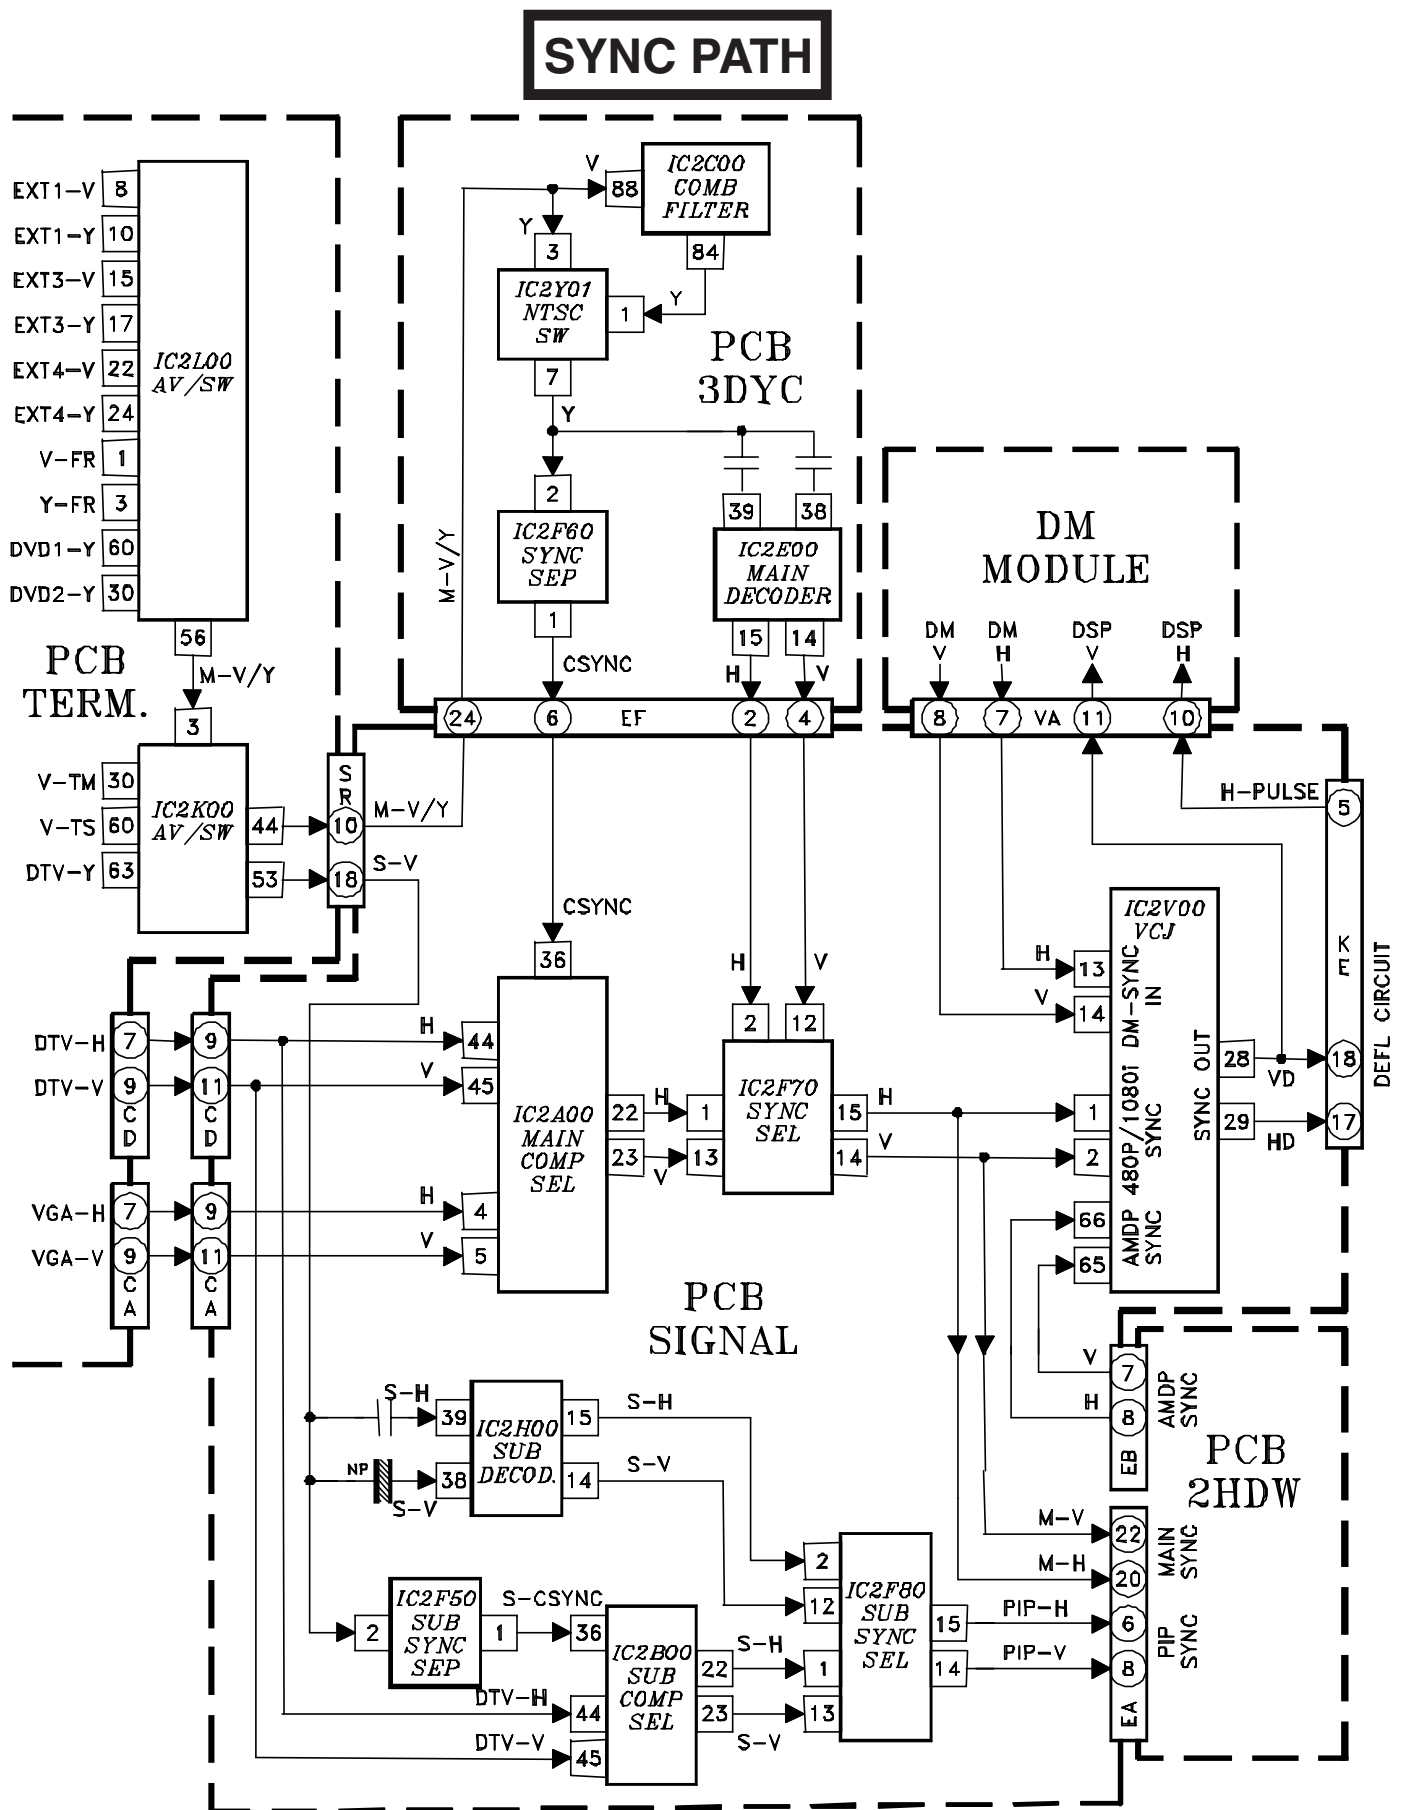 SYNC PATH
EXT1-V 8
EXT1-Y 10
EXT3-V 15
EXT3-Y 17
EXT4-V 22
EXT4-Y 24
V-FR 1
Y-FR 3
DVD1-Y 60
DVD2-Y 30
IC2L00
AV/SW
56
M-V/Y
PCB
TERM.
3
V-TM 30
V-TS 60
DTV-Y 63
IC2K00
AV/SW
44
53
SR
10
18
M-V/Y
S-V
V
88
IC2C00
COMB
FILTER
84
Y
Y
3
IC2Y01
NTSC
SW
1
7
Y
PCB
3DYC
2
IC2F60
SYNC
SEP
1
CSYNC
39
38
IC2E00
MAIN
DECODER
15
14
H
V
M-V/Y
24
6
EF
2
4
DM
MODULE
DM
V
DM
H
DSP
V
DSP
H
8
7
VA
11
10
H-PULSE
5
KE
DEFL CIRCUIT
18
17
CSYNC
36
H
V
2
12
IC2V00
VCJ
H
13
V
14
DM-SYNC
IN
1
2
480P/1080i
SYNC
66
65
AMDP
SYNC
SYNC OUT
28
VD
29
HD
DTV-H 7
9
DTV-V 9
11
CD
CD
H
44
V
45
IC2A00
MAIN
COMP
SEL
22
H
1
23
V
13
IC2F70
SYNC
SEL
15
H
14
V
VGA-H 7
9
VGA-V 9
11
CA
CA
H
4
V
5
PCB
SIGNAL
V
7
H
8
EB
AMDP
SYNC
PCB
2HDW
S-H
39
NP
S-V
38
IC2H00
SUB
DECOD.
15
S-H
14
S-V
M-V
22
M-H
20
MAIN
SYNC
2
IC2F50
SUB
SYNC
SEP
1
S-CSYNC
36
DTV-H
44
DTV-V
45
IC2B00
SUB
COMP
SEL
22
S-H
23
S-V
2
12
1
13
IC2F80
SUB
SYNC
SEL
15
PIP-H
6
14
PIP-V
8
PIP
SYNC
EA